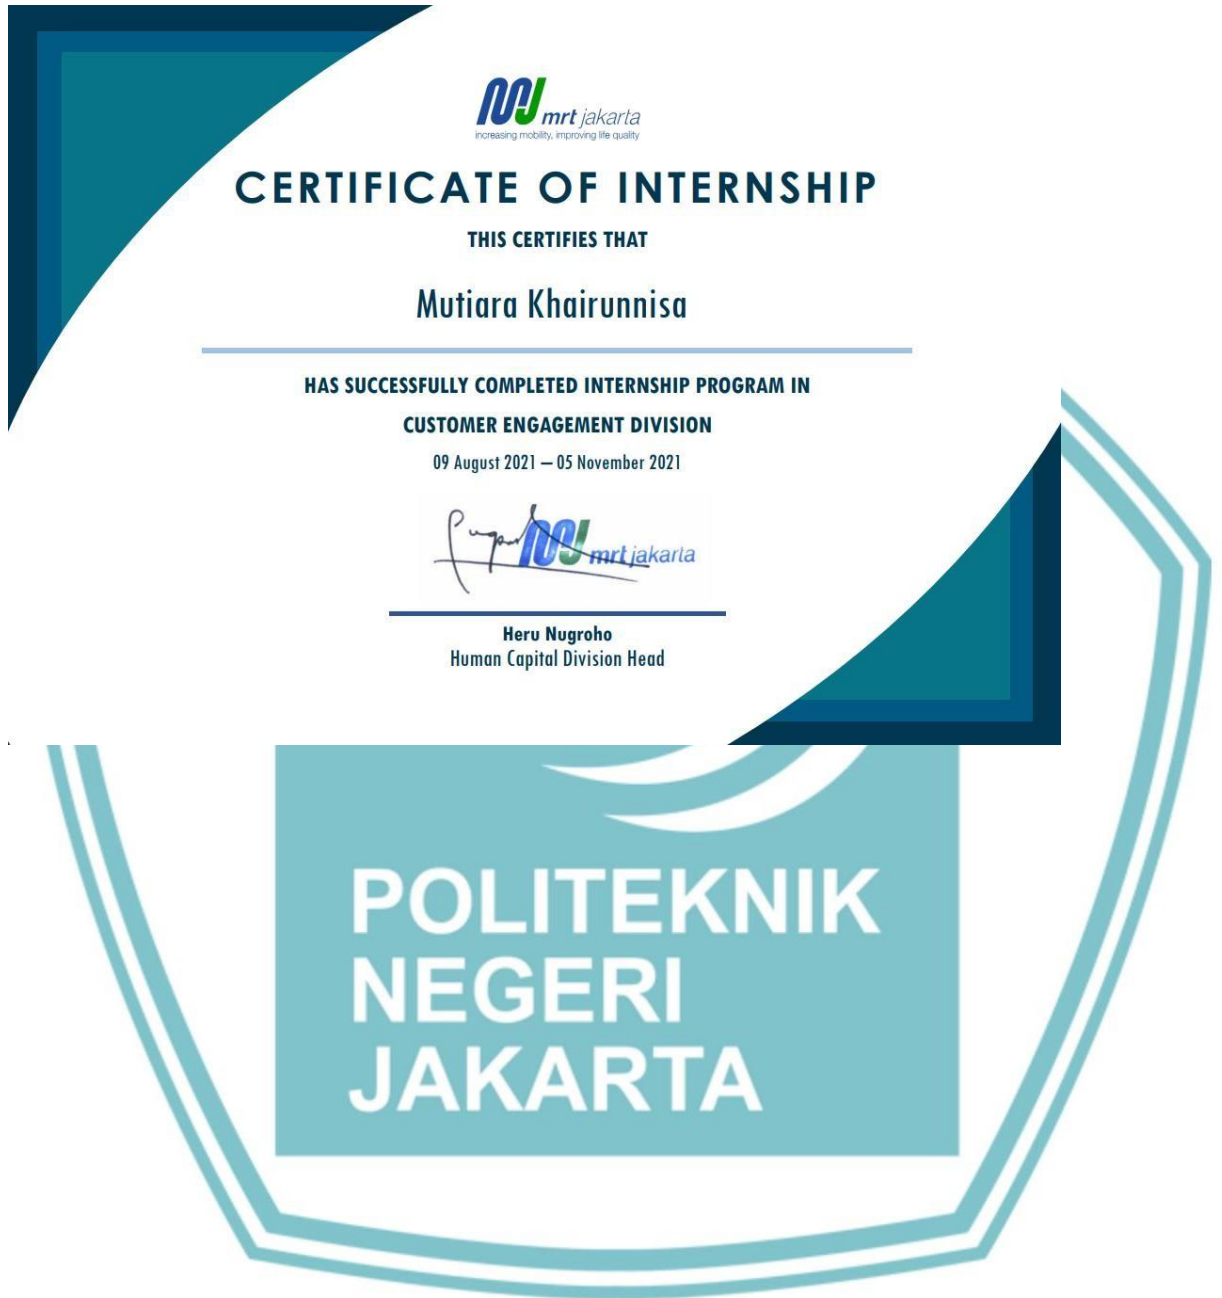 mrt jakarta
increasing mobility, improving life quality
CERTIFICATE OF INTERNSHIP
THIS CERTIFIES THAT
Mutiara Khairunnisa
HAS SUCCESSFULLY COMPLETED INTERNSHIP PROGRAM IN
CUSTOMER ENGAGEMENT DIVISION
09 August 2021 – 05 November 2021
mrt jakarta
Heru Nugroho
Human Capital Division Head
POLITEKNIK
NEGERI
JAKARTA